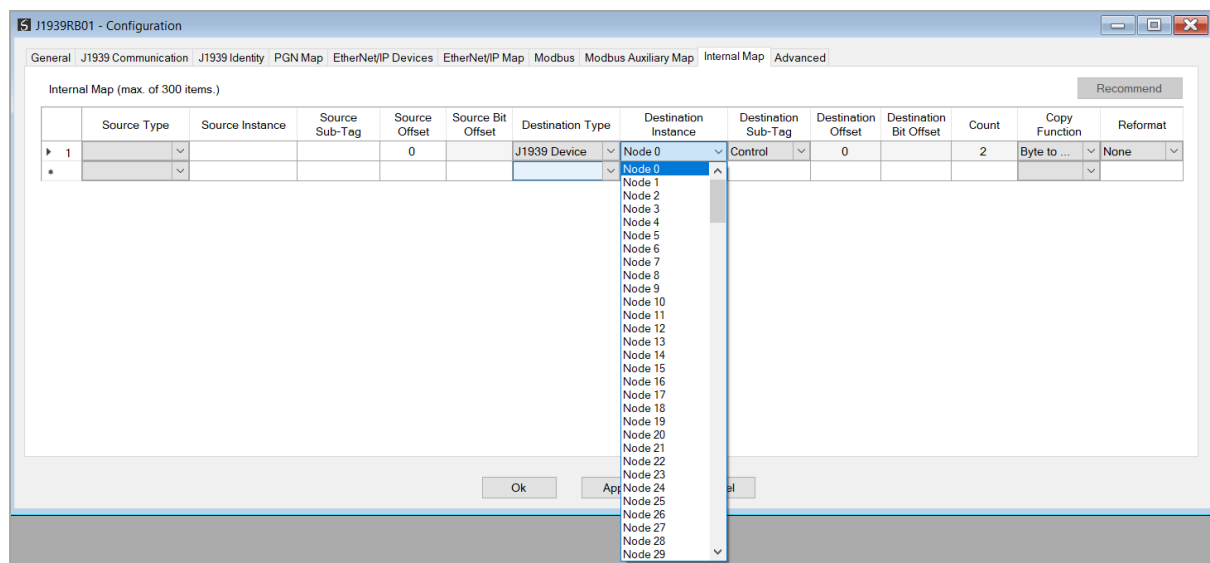 J1939RB01 - Configuration
General J1939 Communication J1939 Identity PGN Map EtherNet/IP Devices EtherNet/IP Map Modbus Modbus Auxiliary Map Internal Map Advanced
Internal Map (max. of 300 items.) Recommend
Source Type Source Instance Source Sub-Tag Source Offset Source Bit Offset Destination Type Destination Instance Destination Sub-Tag Destination Offset Destination Bit Offset Count Copy Function Reformat
1 0 J1939 Device Node 0 Control 0 2 Byte to ... None
Node 0
Node 1
Node 2
Node 3
Node 4
Node 5
Node 6
Node 7
Node 8
Node 9
Node 10
Node 11
Node 12
Node 13
Node 14
Node 15
Node 16
Node 17
Node 18
Node 19
Node 20
Node 21
Node 22
Node 23
Ok App Node 24 el
Node 25
Node 26
Node 27
Node 28
Node 29